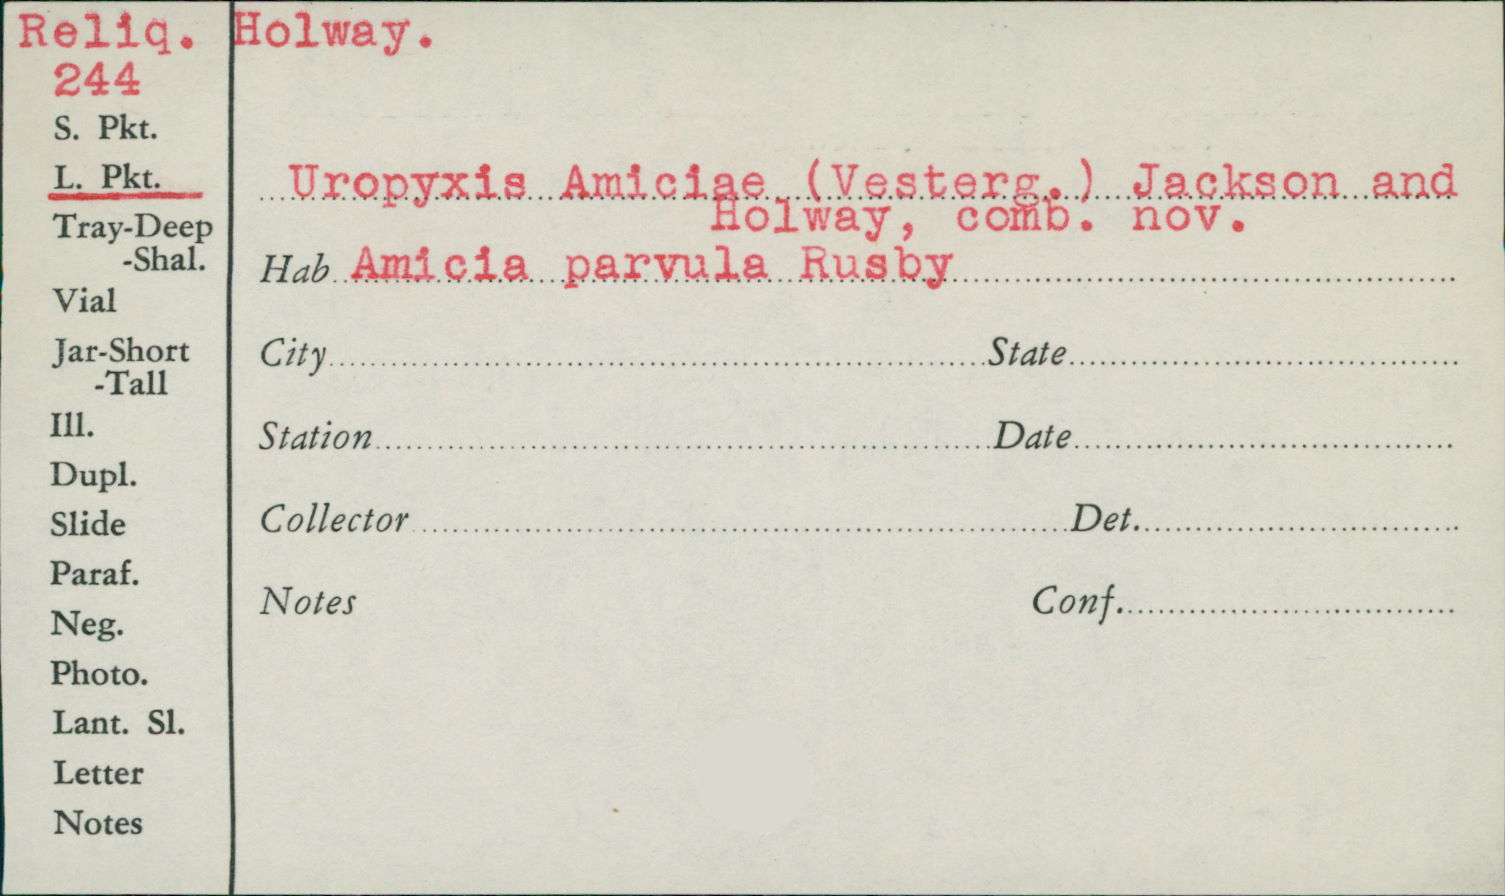 Reliq. Holway.
244
S. Pkt.
L. Pkt.
Uropyxis Amiciae (Vesterg.) Jackson and
Holway, comb. nov.
Tray-Deep
-Shal.
Hab Amicia parvula Rusby
Vial
Jar-Short
-Tall
City State
Ill.
Station Date
Dupl.
Slide
Collector Det.
Paraf.
Neg.
Notes Conf.
Photo.
Lant. Sl.
Letter
Notes